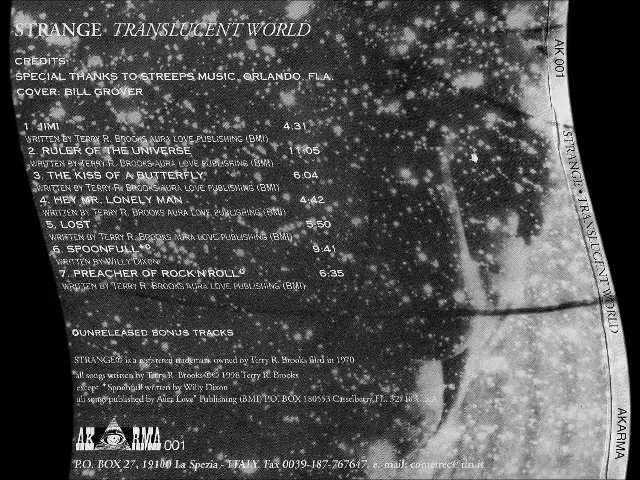 STRANGE TRANSLUCENT WORLD
CREDITS:
SPECIAL THANKS TO STREEPS MUSIC, ORLANDO, FLA.
COVER: BILL GROVER
1. JIMI 4.31
WRITTEN BY TERRY R. BROOKS AURA LOVE PUBLISHING (BMI)
2. RULER OF THE UNIVERSE 11:05
WRITTEN BY TERRY R. BROOKS AURA LOVE PUBLISHING (BMI)
3. THE KISS OF A BUTTERFLY 6:04
WRITTEN BY TERRY R. BROOKS AURA LOVE PUBLISHING (BMI)
4. HEY MR. LONELY MAN 4:42
WRITTEN BY TERRY R. BROOKS AURA LOVE PUBLISHING (BMI)
5. LOST 5:50
WRITTEN BY TERRY R. BROOKS AURA LOVE PUBLISHING (BMI)
6. SPOONFULL 9.41
WRITTEN BY WILLY DIXON
7. PREACHER OF ROCK'N'ROLL 6:35
WRITTEN BY TERRY R. BROOKS AURA LOVE PUBLISHING (BMI)
UNRELEASED BONUS TRACKS
STRANGE® is a registered trademark owned by Terry R. Brooks filed in 1970
all songs written by Terry R. Brooks ℗© 1998 Terry R. Brooks
except "Spoonfull written by Willy Dixon
all song published by Aura Love" Publishing (BMI) P.O. BOX 180553 Casselberry, FL.
AKARMA 001
P.O. BOX 27, 19100 La Spezia - ITALY. Tax 0039-187-767647. e- mail:
AK 001
STRANGE • TRANSLUCENT WORLD
AKARMA